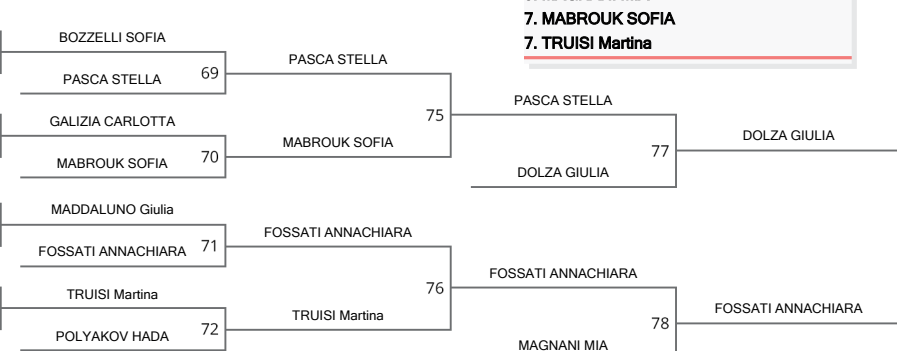 7. MABROUK SOFIA
7. TRUISI Martina
BOZZELLI SOFIA
PASCA STELLA
69
PASCA STELLA
GALIZIA CARLOTTA
MABROUK SOFIA
70
MABROUK SOFIA
75
PASCA STELLA
DOLZA GIULIA
77
DOLZA GIULIA
MADDALUNO Giulia
FOSSATI ANNACHIARA
71
FOSSATI ANNACHIARA
TRUISI Martina
POLYAKOV HADA
72
TRUISI Martina
76
FOSSATI ANNACHIARA
MAGNANI MIA
78
FOSSATI ANNACHIARA